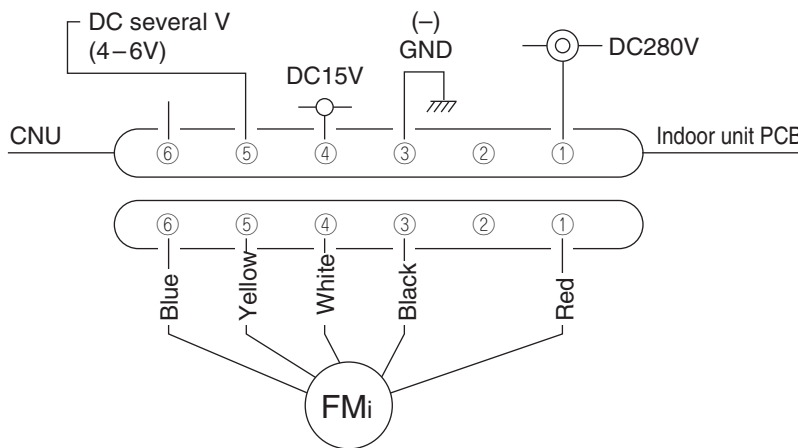 DC several V
(4–6V)
(–)
GND
DC15V
DC280V
CNU
Indoor unit PCB
⑥ ⑤ ④ ③ ② ①
⑥ ⑤ ④ ③ ② ①
Blue
Yellow
White
Black
Red
FMi